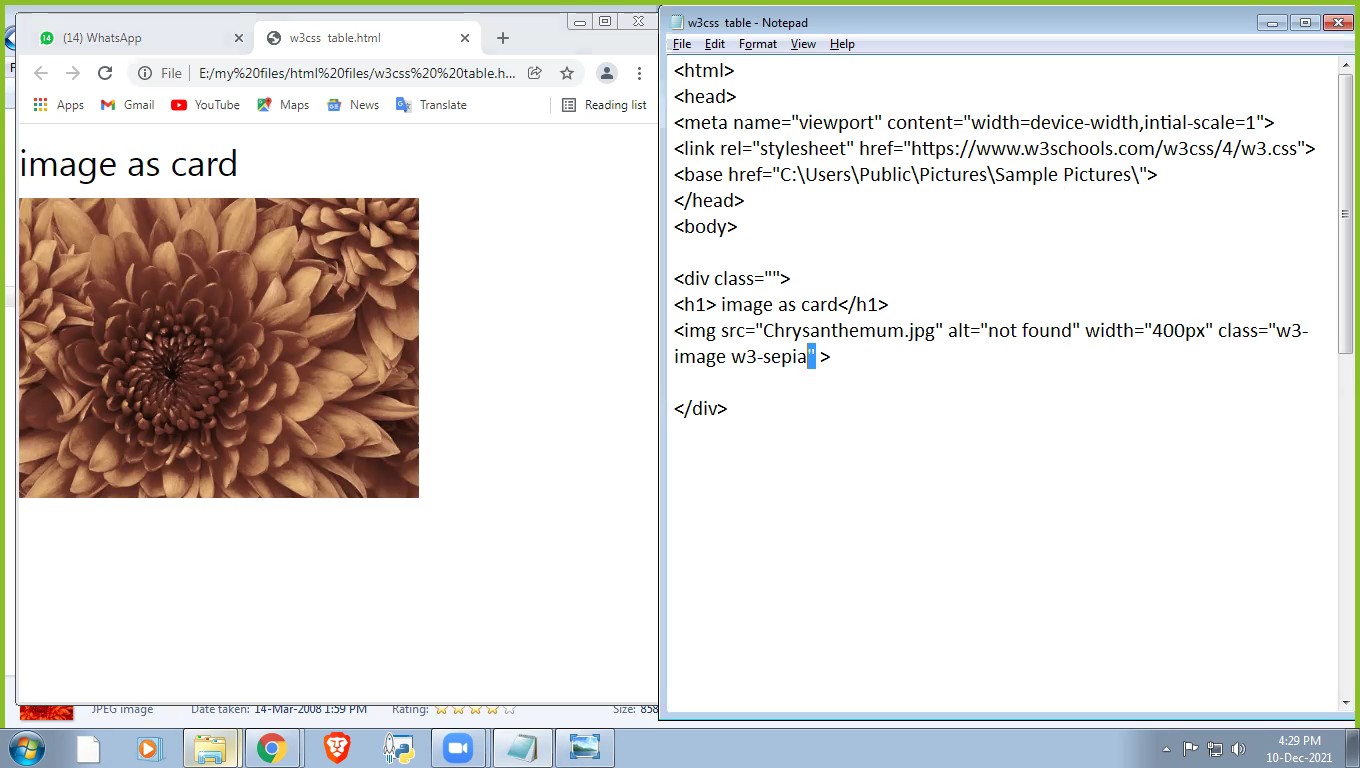 (14) WhatsApp
w3css table.html
File
E:/my%20files/html%20files/w3css%20%20table.h...
Apps
Gmail
YouTube
Maps
News
Translate
Reading list
image as card
JPEG image
Date taken: 14-Mar-2008 1:59 PM
Rating:
Size: 858
w3css table - Notepad
File Edit Format View Help
<html>
<head>
<meta name="viewport" content="width=device-width,intial-scale=1">
<link rel="stylesheet" href="https://www.w3schools.com/w3css/4/w3.css">
<base href="C:\Users\Public\Pictures\Sample Pictures\">
</head>
<body>
<div class="">
<h1> image as card</h1>
<img src="Chrysanthemum.jpg" alt="not found" width="400px" class="w3-
image w3-sepia" >
</div>
4:29 PM
10-Dec-2021